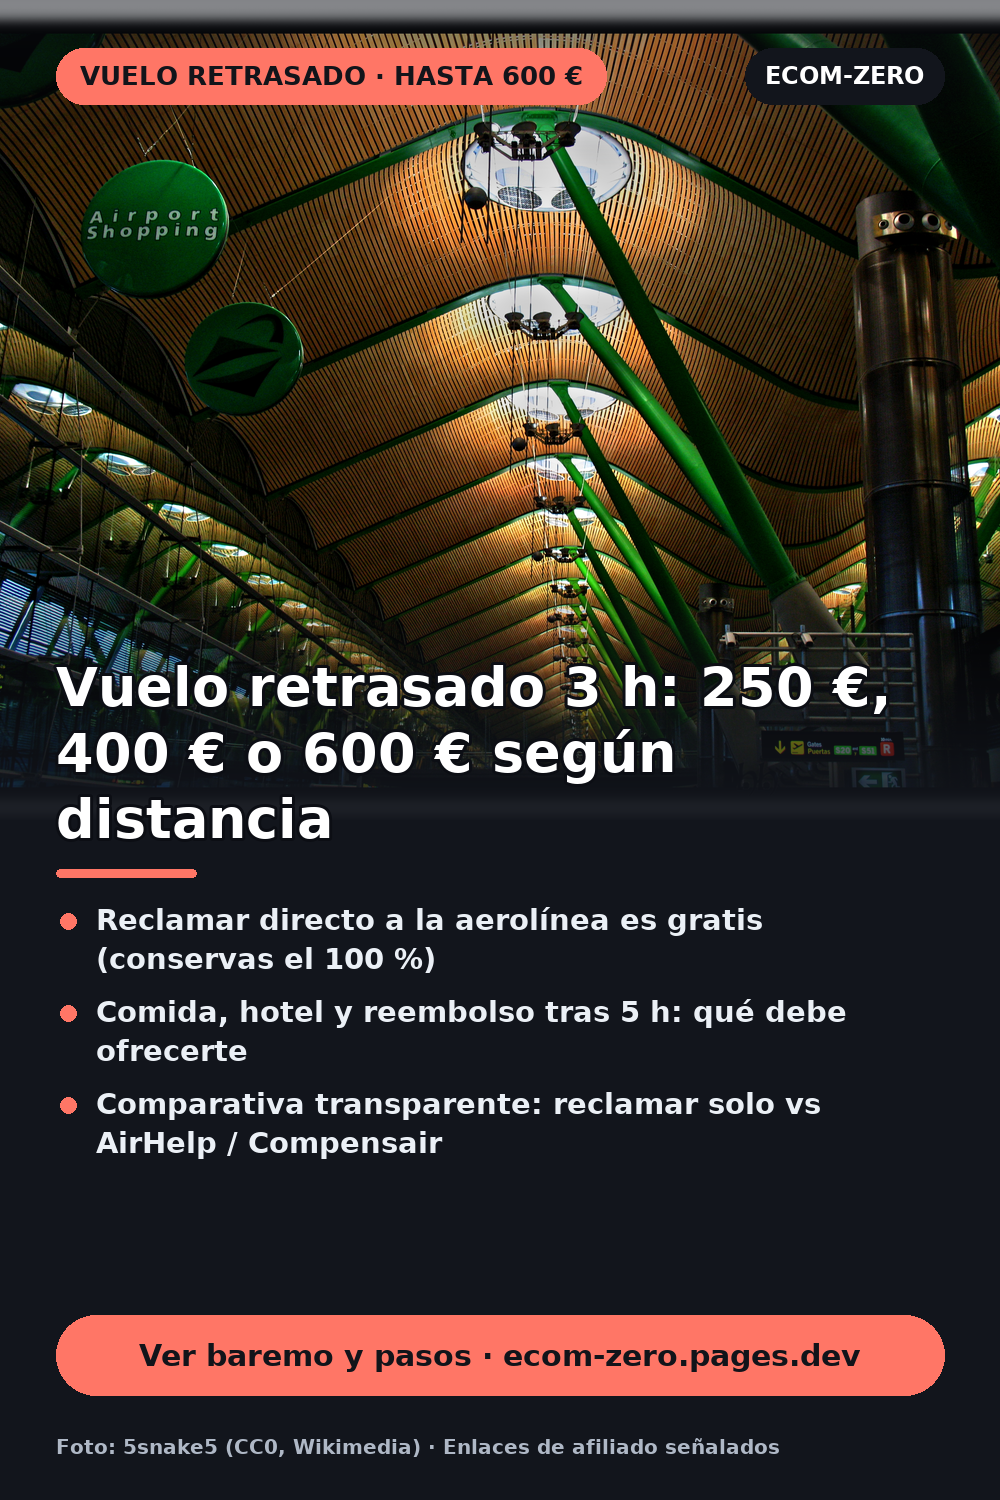 VUELO RETRASADO · HASTA 600 €
ECOM-ZERO
Airport
Shopping
Vuelo retrasado 3 h: 250 €,
400 € o 600 € según
distancia
Gates
Puertas
R
Reclamar directo a la aerolínea es gratis
(conservas el 100 %)
Comida, hotel y reembolso tras 5 h: qué debe
ofrecerte
Comparativa transparente: reclamar solo vs
AirHelp / Compensair
Ver baremo y pasos · ecom-zero.pages.dev
Foto: 5snake5 (CC0, Wikimedia) · Enlaces de afiliado señalados